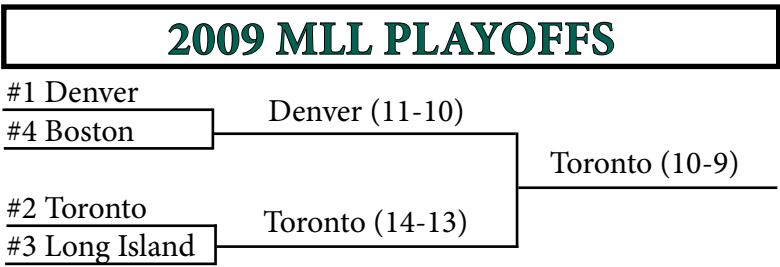 2009 MLL PLAYOFFS
#1 Denver
#4 Boston
Denver (11-10)
#2 Toronto
#3 Long Island
Toronto (14-13)
Toronto (10-9)